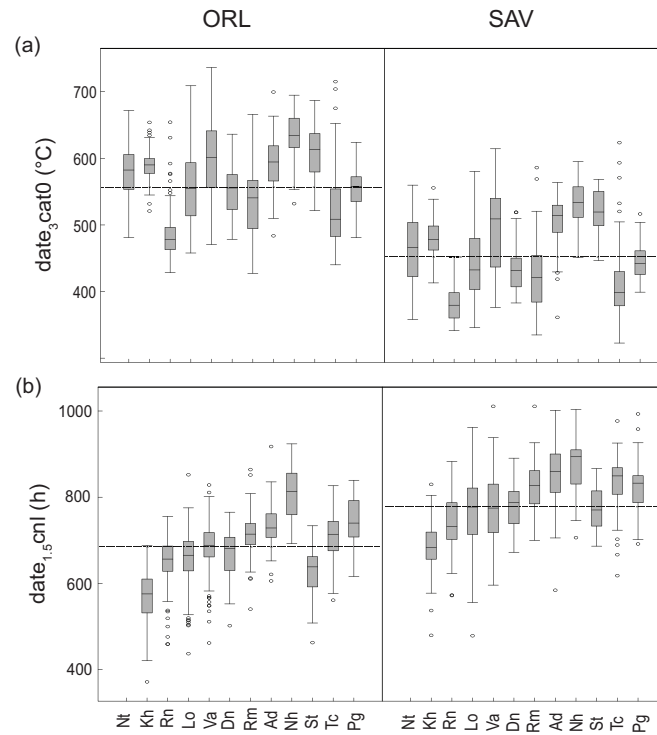 ORL SAV
(a)
date3cat0 (°C)
700
600
500
400
(b)
date1.5cnl (h)
1000
800
600
400
Nt Kh Rn Lo Va Dn Rm Ad Nh St Tc Pg Nt Kh Rn Lo Va Dn Rm Ad Nh St Tc Pg